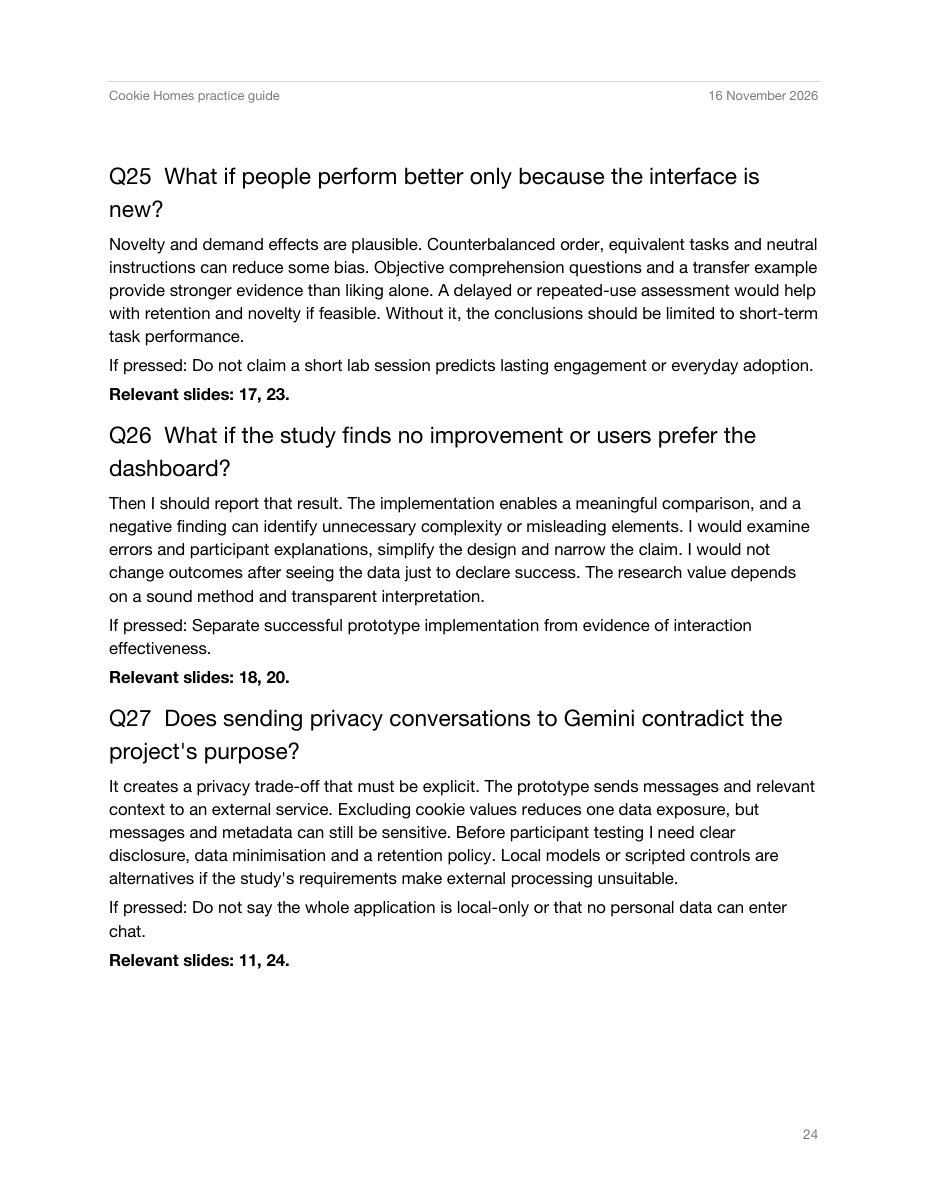 Cookie Homes practice guide
16 November 2026
Q25 What if people perform better only because the interface is
new?
Novelty and demand effects are plausible. Counterbalanced order, equivalent tasks and neutral
instructions can reduce some bias. Objective comprehension questions and a transfer example
provide stronger evidence than liking alone. A delayed or repeated-use assessment would help
with retention and novelty if feasible. Without it, the conclusions should be limited to short-term
task performance.
If pressed: Do not claim a short lab session predicts lasting engagement or everyday adoption.
Relevant slides: 17, 23.
Q26 What if the study finds no improvement or users prefer the
dashboard?
Then I should report that result. The implementation enables a meaningful comparison, and a
negative finding can identify unnecessary complexity or misleading elements. I would examine
errors and participant explanations, simplify the design and narrow the claim. I would not
change outcomes after seeing the data just to declare success. The research value depends
on a sound method and transparent interpretation.
If pressed: Separate successful prototype implementation from evidence of interaction
effectiveness.
Relevant slides: 18, 20.
Q27 Does sending privacy conversations to Gemini contradict the
project's purpose?
It creates a privacy trade-off that must be explicit. The prototype sends messages and relevant
context to an external service. Excluding cookie values reduces one data exposure, but
messages and metadata can still be sensitive. Before participant testing I need clear
disclosure, data minimisation and a retention policy. Local models or scripted controls are
alternatives if the study's requirements make external processing unsuitable.
If pressed: Do not say the whole application is local-only or that no personal data can enter
chat.
Relevant slides: 11, 24.
24